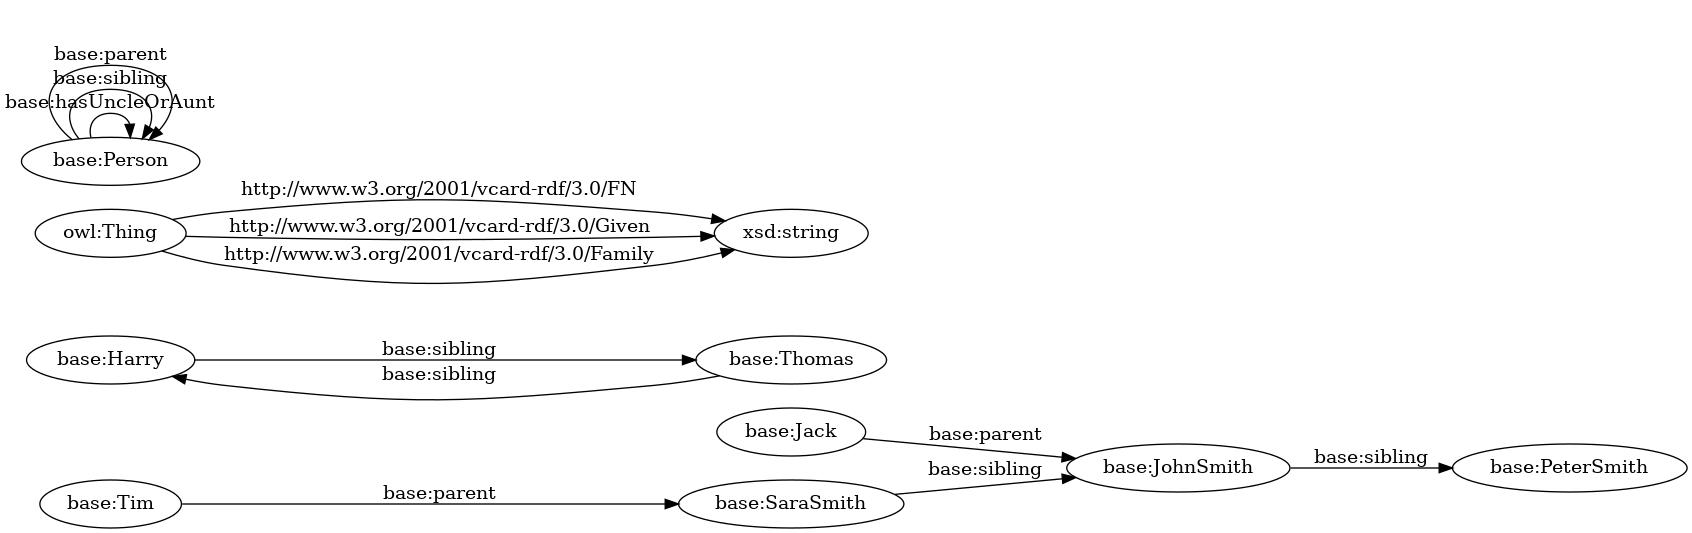 base:parent
base:sibling
base:hasUncleOrAunt
base:Person
http://www.w3.org/2001/vcard-rdf/3.0/FN
owl:Thing
http://www.w3.org/2001/vcard-rdf/3.0/Given
xsd:string
http://www.w3.org/2001/vcard-rdf/3.0/Family
base:Harry
base:sibling
base:Thomas
base:sibling
base:Jack
base:parent
base:JohnSmith
base:sibling
base:PeterSmith
base:sibling
base:Tim
base:parent
base:SaraSmith